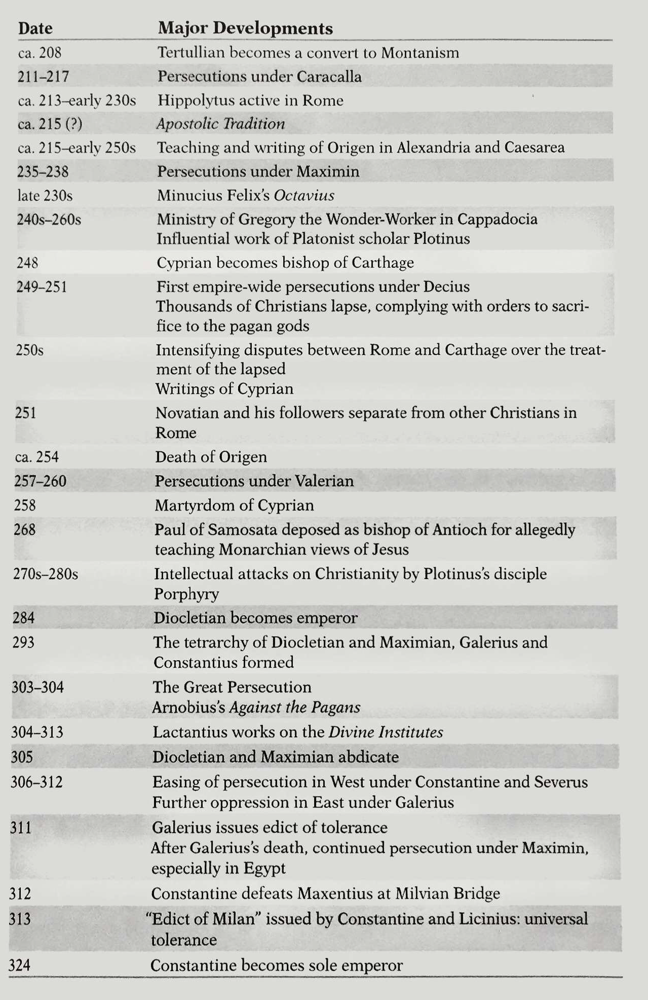 Date Major Developments
ca. 208 Tertullian becomes a convert to Montanism
211–217 Persecutions under Caracalla
ca. 213–early 230s Hippolytus active in Rome
ca. 215 (?) Apostolic Tradition
ca. 215–early 250s Teaching and writing of Origen in Alexandria and Caesarea
235–238 Persecutions under Maximin
late 230s Minucius Felix's Octavius
240s–260s Ministry of Gregory the Wonder-Worker in Cappadocia
Influential work of Platonist scholar Plotinus
248 Cyprian becomes bishop of Carthage
249–251 First empire-wide persecutions under Decius
Thousands of Christians lapse, complying with orders to sacri-
fice to the pagan gods
250s Intensifying disputes between Rome and Carthage over the treat-
ment of the lapsed
Writings of Cyprian
251 Novatian and his followers separate from other Christians in
Rome
ca. 254 Death of Origen
257–260 Persecutions under Valerian
258 Martyrdom of Cyprian
268 Paul of Samosata deposed as bishop of Antioch for allegedly
teaching Monarchian views of Jesus
270s–280s Intellectual attacks on Christianity by Plotinus's disciple
Porphyry
284 Diocletian becomes emperor
293 The tetrarchy of Diocletian and Maximian, Galerius and
Constantius formed
303–304 The Great Persecution
Arnobius's Against the Pagans
304–313 Lactantius works on the Divine Institutes
305 Diocletian and Maximian abdicate
306–312 Easing of persecution in West under Constantine and Severus
Further oppression in East under Galerius
311 Galerius issues edict of tolerance
After Galerius's death, continued persecution under Maximin,
especially in Egypt
312 Constantine defeats Maxentius at Milvian Bridge
313 “Edict of Milan” issued by Constantine and Licinius: universal
tolerance
324 Constantine becomes sole emperor